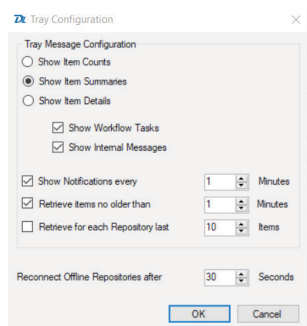 Tray Configuration
Tray Message Configuration
Show Item Counts
Show Item Summaries
Show Item Details
Show Workflow Tasks
Show Internal Messages
Show Notifications every 1 Minutes
Retrieve items no older than 1 Minutes
Retrieve for each Repository last 10 Items
Reconnect Offline Repositories after 30 Seconds
OK Cancel